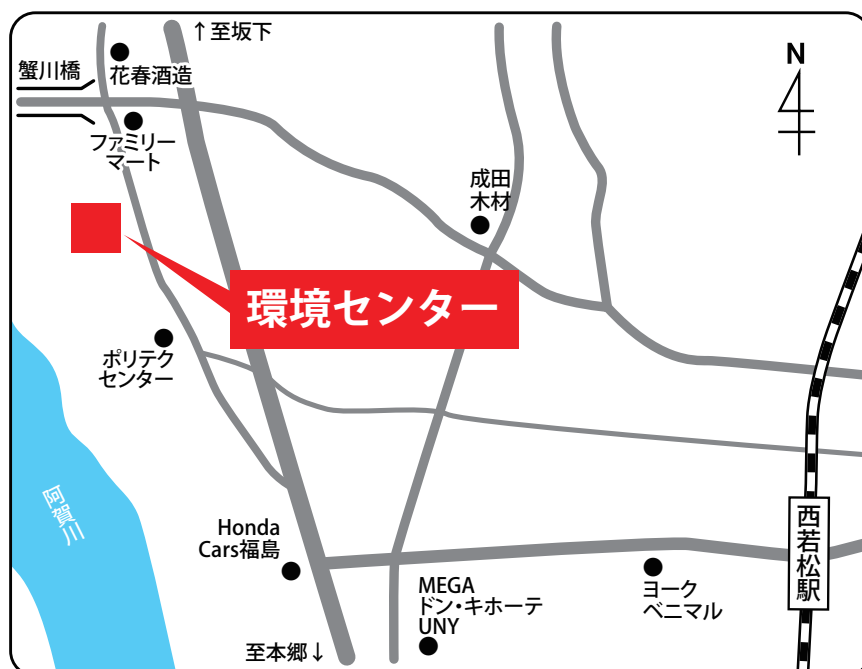 ↑至坂下
蟹川橋
花春酒造
N
ファミリー
マート
成田
木材
環境センター
ポリテク
センター
阿賀川
Honda
Cars福島
西若松駅
MEGA
ドン・キホーテ
UNY
ヨーク
ベニマル
至本郷↓